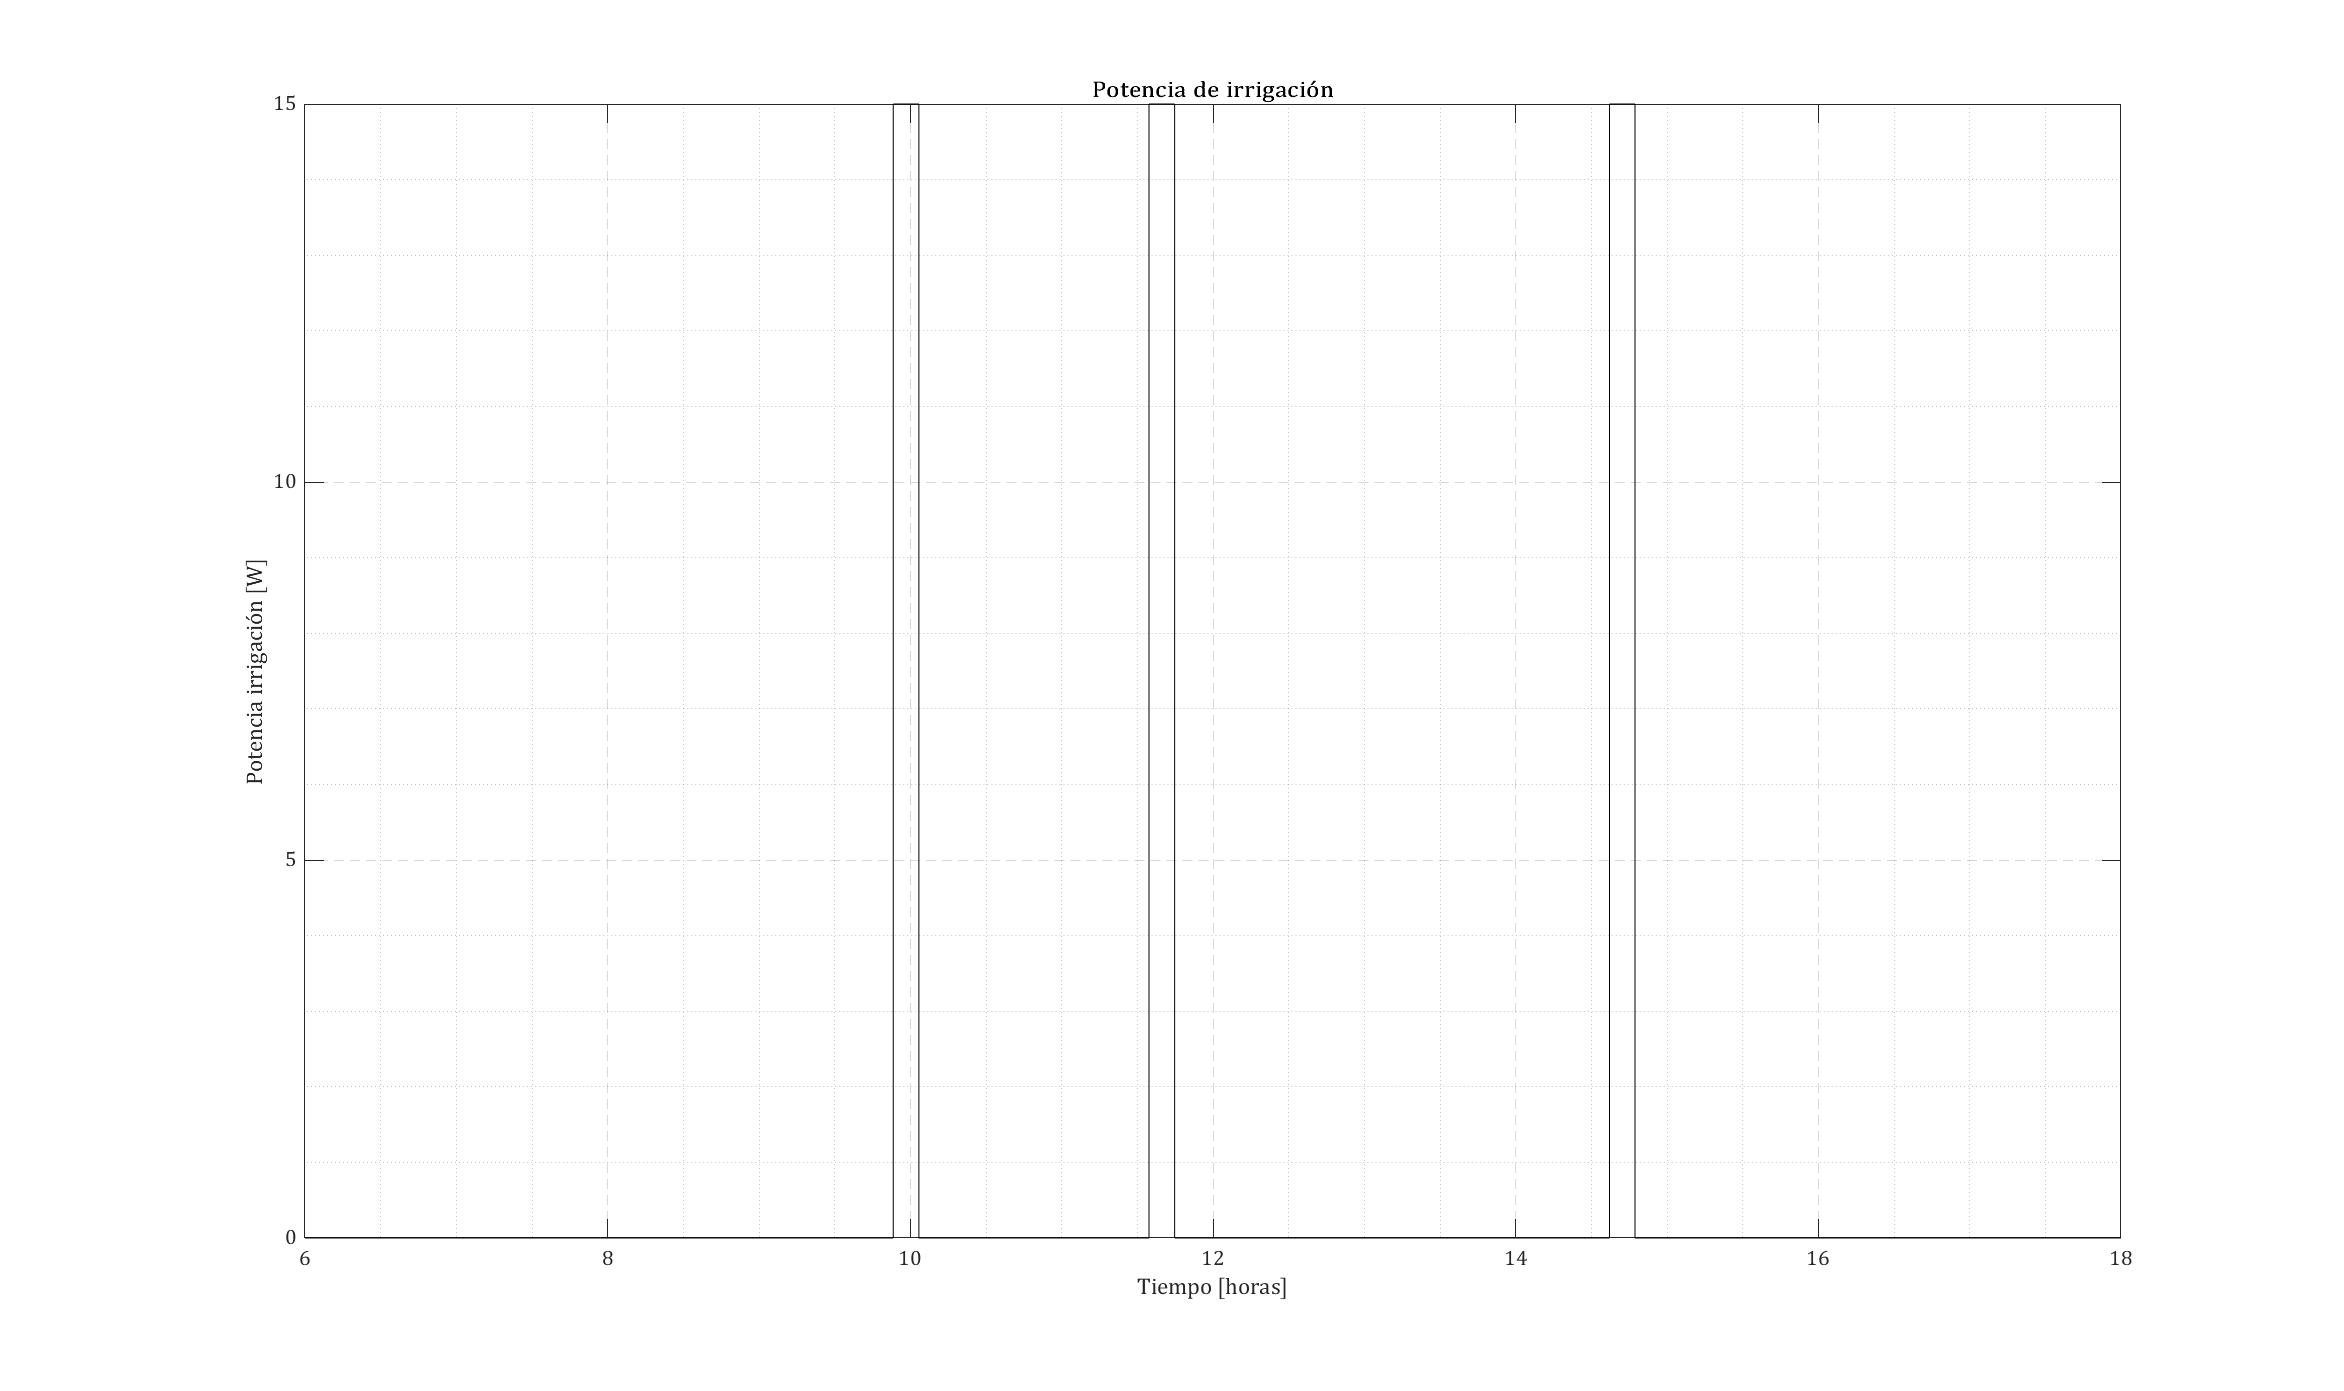 Potencia de irrigación
15
10
5
0
Potencia irrigación [W]
6 8 10 12 14 16 18
Tiempo [horas]